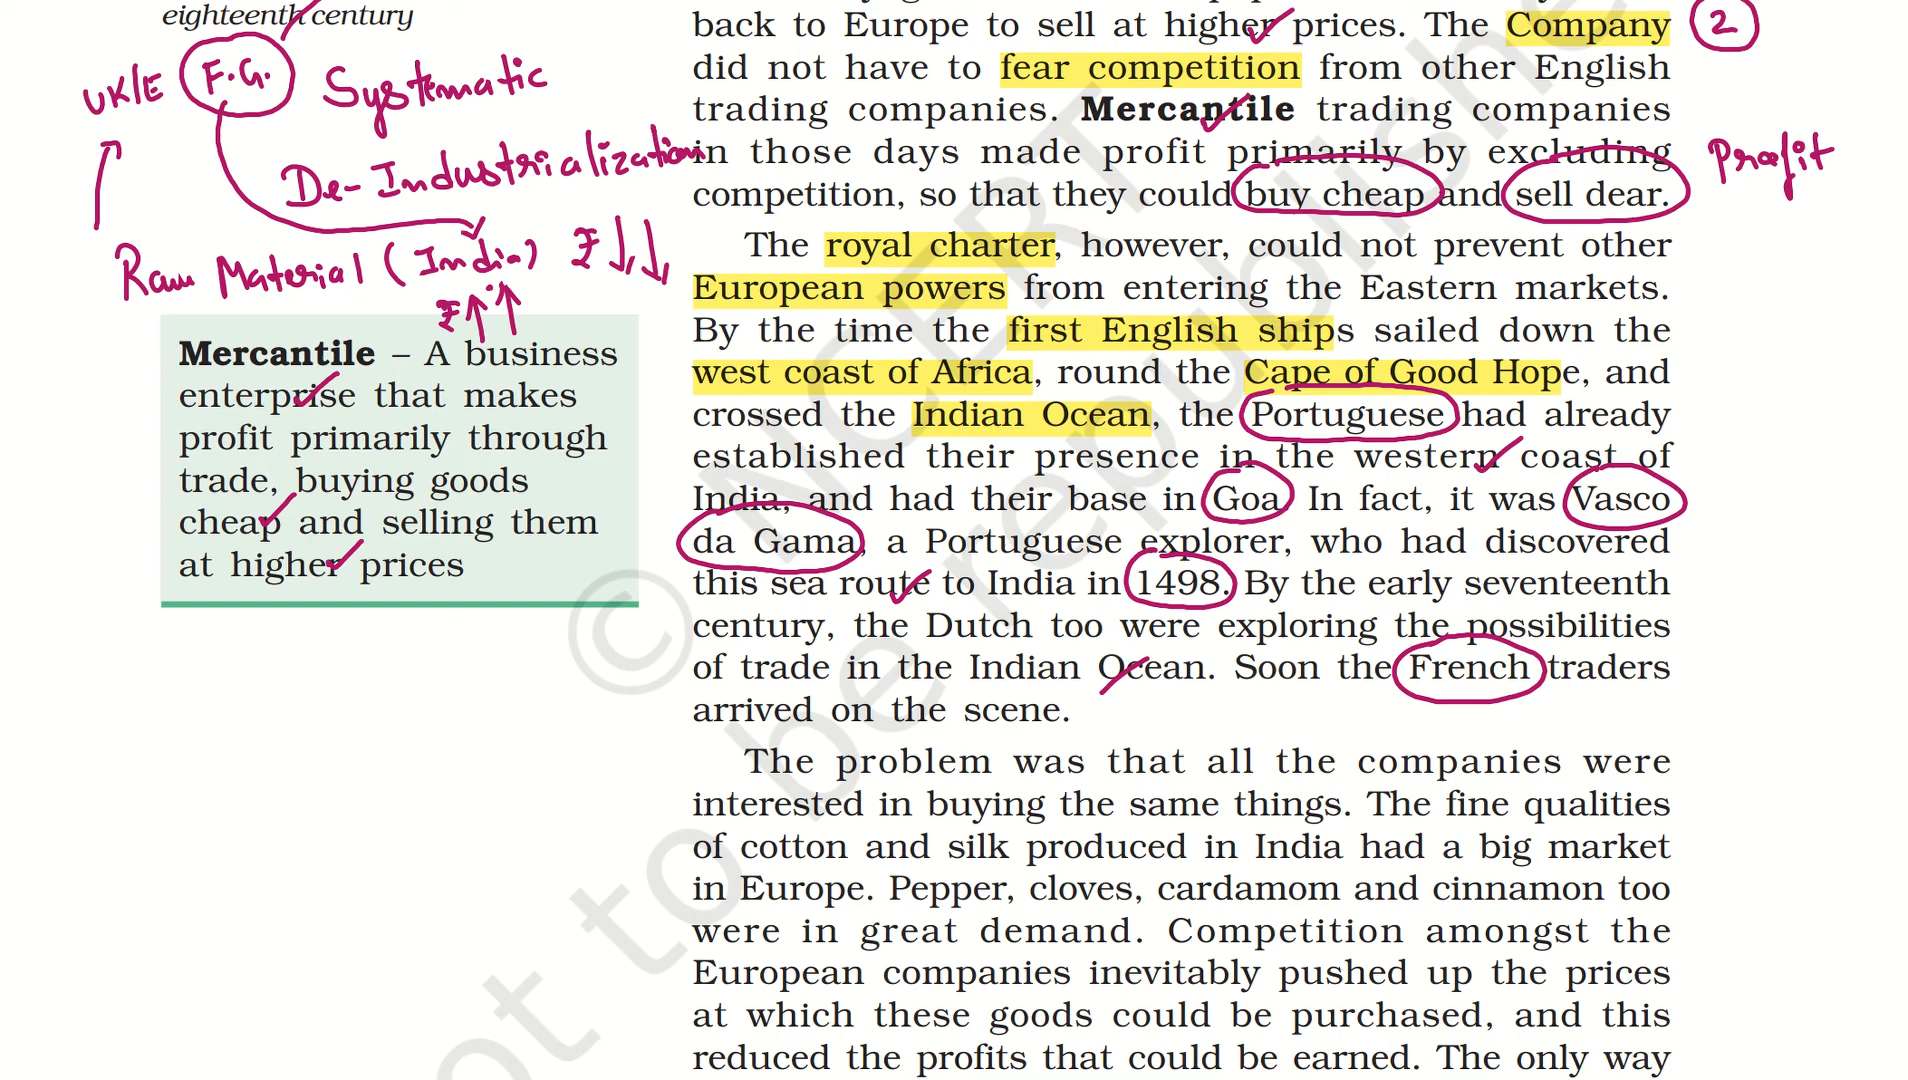 eighteenth century
UK/E F.G. Systematic
De-Industrialization
Raw Material (India) ₹
₹
Mercantile – A business
enterprise that makes
profit primarily through
trade, buying goods
cheap and selling them
at higher prices
back to Europe to sell at higher prices. The Company
2
did not have to fear competition from other English
trading companies. Mercantile trading companies
in those days made profit primarily by excluding
Profit
competition, so that they could buy cheap and sell dear.
The royal charter, however, could not prevent other
European powers from entering the Eastern markets.
By the time the first English ships sailed down the
west coast of Africa, round the Cape of Good Hope, and
crossed the Indian Ocean, the Portuguese had already
established their presence in the western coast of
India, and had their base in Goa. In fact, it was Vasco
da Gama, a Portuguese explorer, who had discovered
this sea route to India in 1498. By the early seventeenth
century, the Dutch too were exploring the possibilities
of trade in the Indian Ocean. Soon the French traders
arrived on the scene.
The problem was that all the companies were
interested in buying the same things. The fine qualities
of cotton and silk produced in India had a big market
in Europe. Pepper, cloves, cardamom and cinnamon too
were in great demand. Competition amongst the
European companies inevitably pushed up the prices
at which these goods could be purchased, and this
reduced the profits that could be earned. The only way
© NCERT
not to be republished